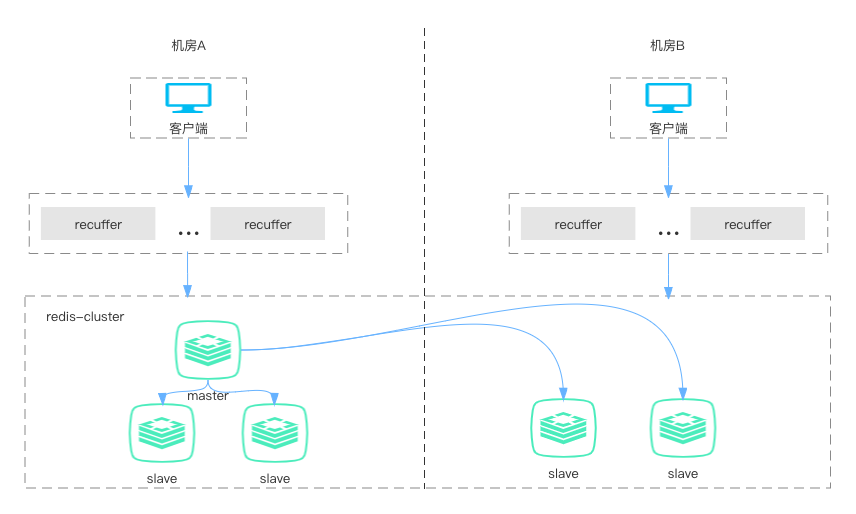 机房A
机房B
客户端
客户端
recuffer
...
recuffer
recuffer
...
recuffer
redis-cluster
master
slave
slave
slave
slave